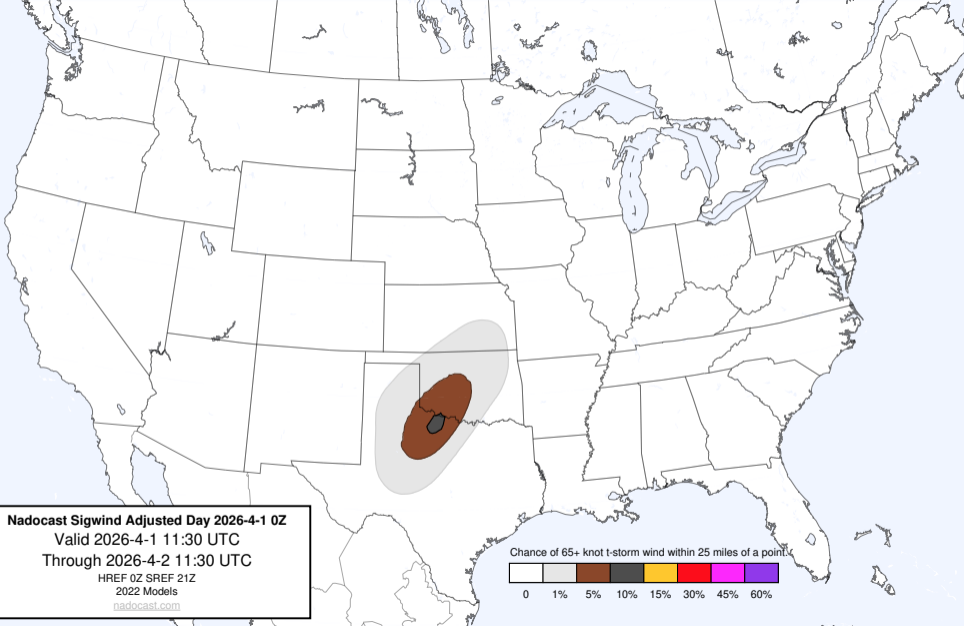 Nadocast Sigwind Adjusted Day 2026-4-1 0Z
Valid 2026-4-1 11:30 UTC
Through 2026-4-2 11:30 UTC
HREF 0Z SREF 21Z
2022 Models
nadocast.com
Chance of 65+ knot t-storm wind within 25 miles of a point.
0 1% 5% 10% 15% 30% 45% 60%